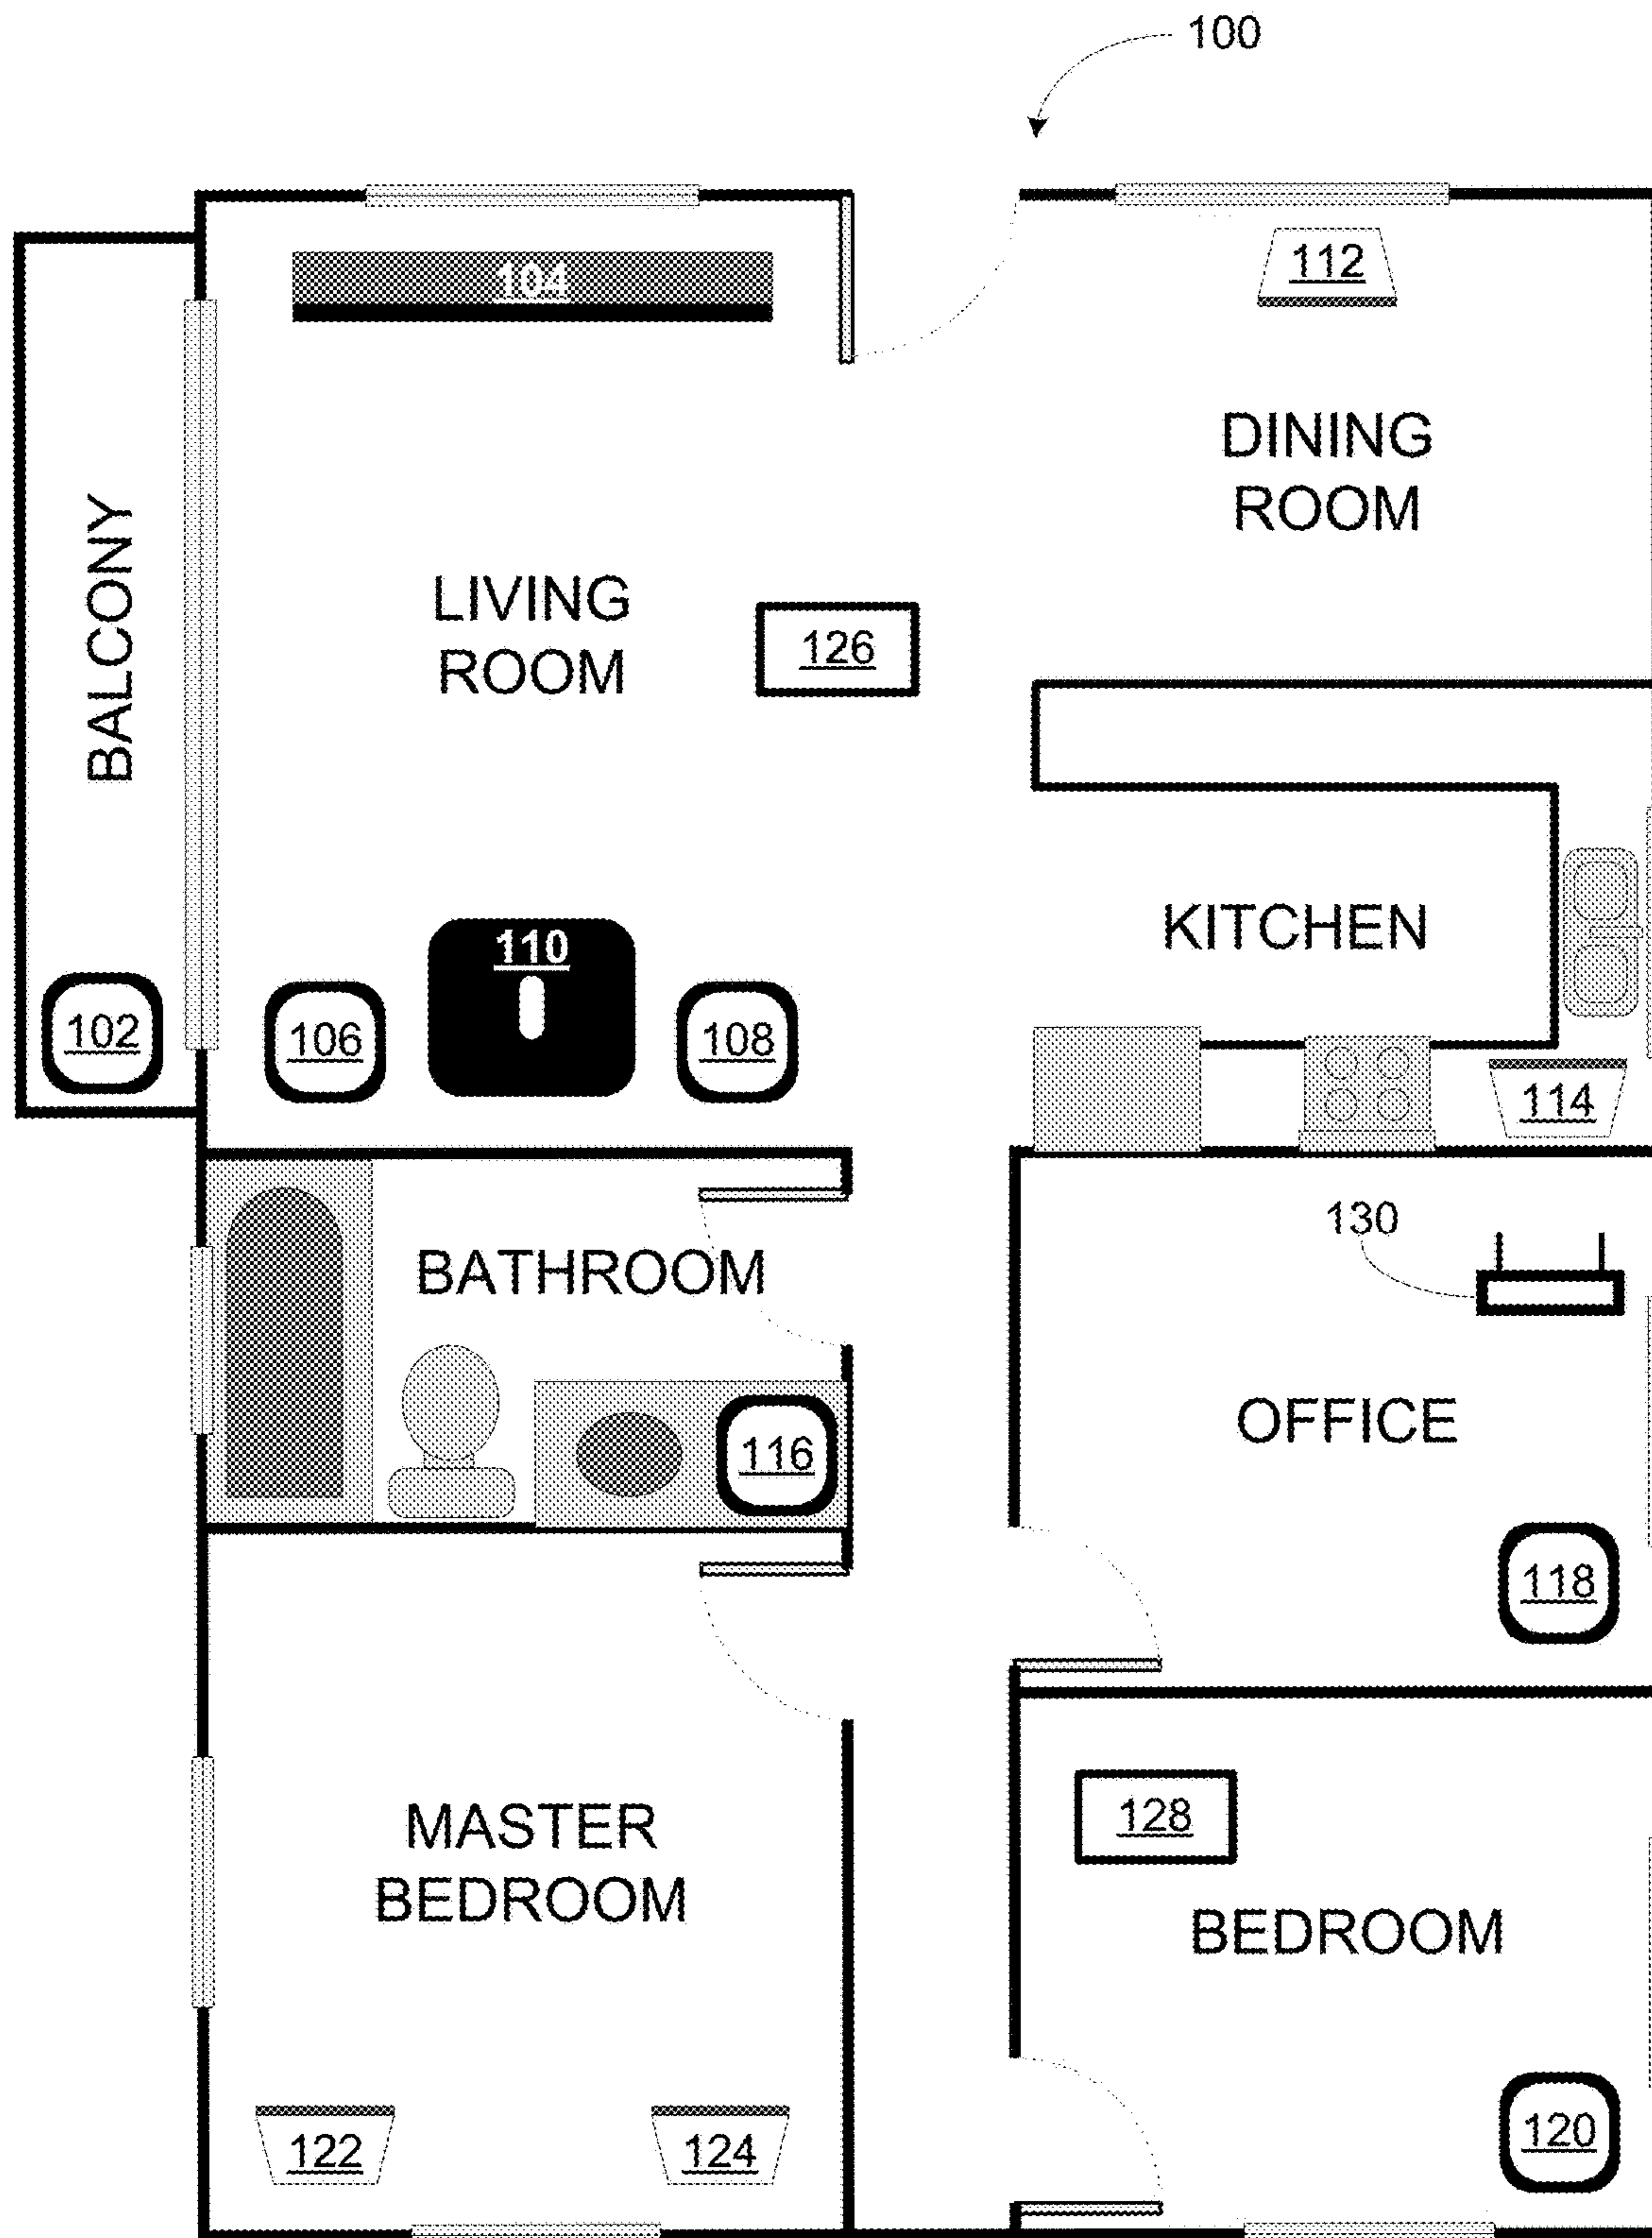 100
104
112
DINING
ROOM
BALCONY
LIVING
ROOM
126
KITCHEN
110
102
106
108
114
130
BATHROOM
OFFICE
116
118
128
MASTER
BEDROOM
BEDROOM
122
124
120